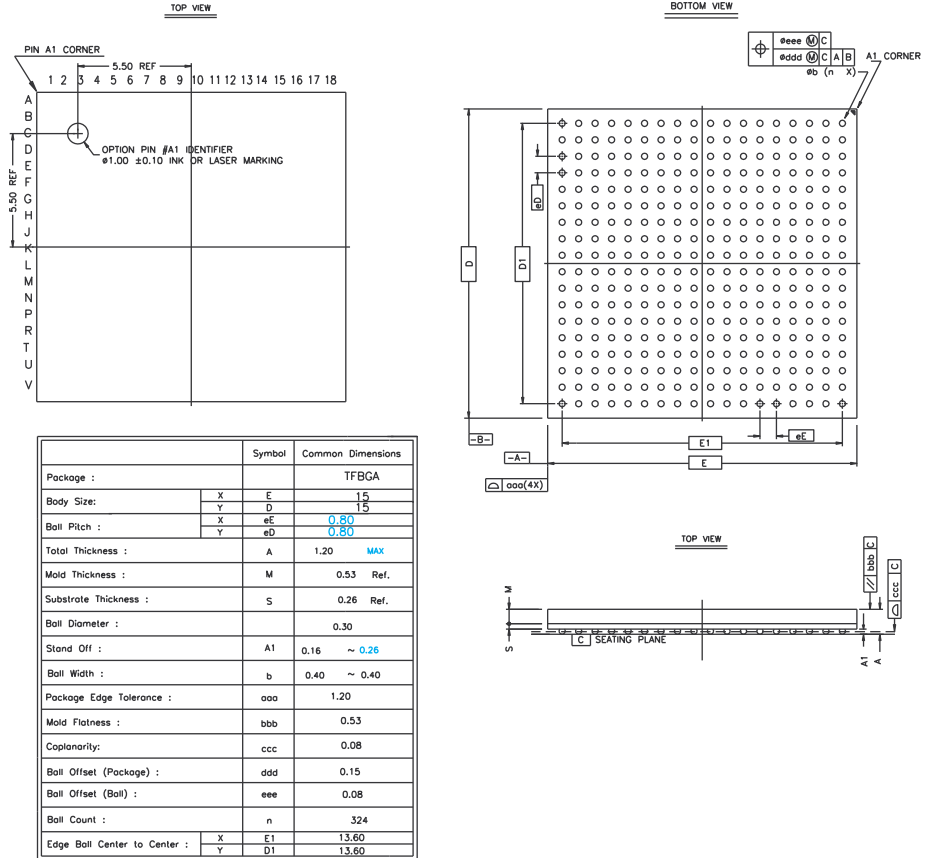 TOP VIEW
PIN A1 CORNER
5.50 REF
1 2 3 4 5 6 7 8 9 10 11 12 13 14 15 16 17 18
A
B
C
D
E
F
G
H
J
K
L
M
N
P
R
T
U
V
5.50 REF
OPTION PIN #A1 IDENTIFIER
ø1.00 ±0.10 INK OR LASER MARKING
BOTTOM VIEW
øeee Ⓜ C
øddd Ⓜ C A B
øb (n X)
A1 CORNER
eD
D
D1
-B-
E1
eE
-A-
E
aaa(4X)
Symbol Common Dimensions
Package : TFBGA
Body Size: X E 15
Y D 15
Ball Pitch : X eE 0.80
Y eD 0.80
Total Thickness : A 1.20 MAX
Mold Thickness : M 0.53 Ref.
Substrate Thickness : S 0.26 Ref.
Ball Diameter : 0.30
Stand Off : A1 0.16 ~ 0.26
Ball Width : b 0.40 ~ 0.40
Package Edge Tolerance : aaa 1.20
Mold Flatness : bbb 0.53
Coplanarity: ccc 0.08
Ball Offset (Package) : ddd 0.15
Ball Offset (Ball) : eee 0.08
Ball Count : n 324
Edge Ball Center to Center : X E1 13.60
Y D1 13.60
TOP VIEW
// bbb C
ccc C
M
S
C SEATING PLANE
A1
A